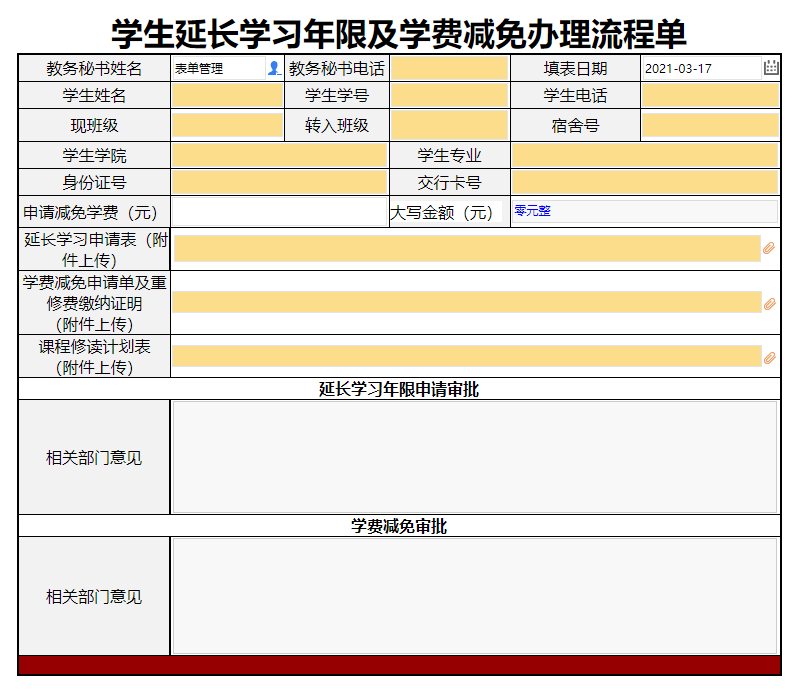 学生延长学习年限及学费减免办理流程单
教务秘书姓名 表单管理 教务秘书电话 填表日期 2021-03-17
学生姓名 学生学号 学生电话
现班级 转入班级 宿舍号
学生学院 学生专业
身份证号 交行卡号
申请减免学费（元） 大写金额（元） 零元整
延长学习申请表（附
件上传）
学费减免申请单及重
修费缴纳证明
（附件上传）
课程修读计划表
（附件上传）
延长学习年限申请审批
相关部门意见
学费减免审批
相关部门意见